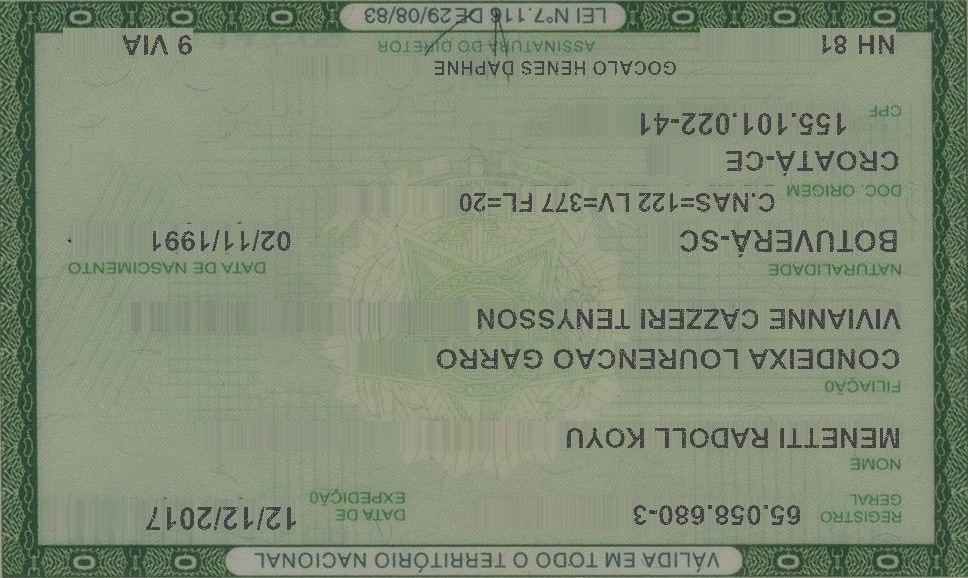 VÁLIDA EM TODO O TERRITÓRIO NACIONAL
REGISTRO GERAL 65.058.680-3 DATA DE EXPEDIÇÃO 12/12/2017
NOME
MENETTI RADOLL KOYU
FILIAÇÃO
CONDEIXA LOURENCAO GARRO
VIVIANNE CAZZERI TENYSSON
NATURALIDADE DATA DE NASCIMENTO
BOTUVERÁ-SC 02/11/1991
DOC. ORIGEM C.NAS=122 LV=377 FL=20
CROATÁ-CE
CPF 155.101.022-41
GOCALO HENES DAPHNE
ASSINATURA DO DIRETOR
NH 81 9 VIA
LEI Nº 7.116 DE 29/08/83